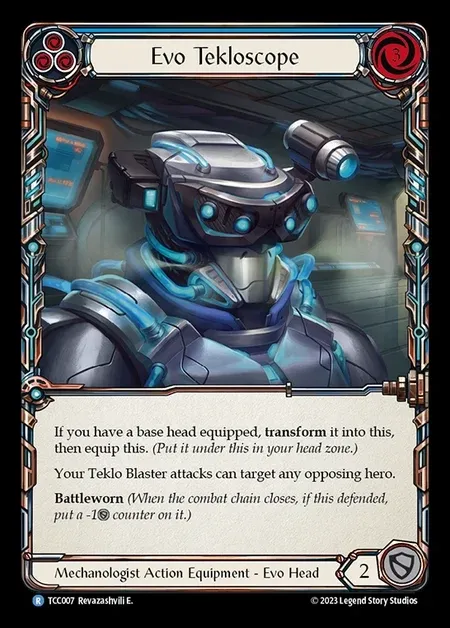 Evo Tekloscope
3
If you have a base head equipped, transform it into this,
then equip this. (Put it under this in your head zone.)
Your Teklo Blaster attacks can target any opposing hero.
Battleworn (When the combat chain closes, if this defended,
put a -1 counter on it.)
Mechanologist Action Equipment - Evo Head
2
R TCC007 Revazashvili E.
© 2023 Legend Story Studios